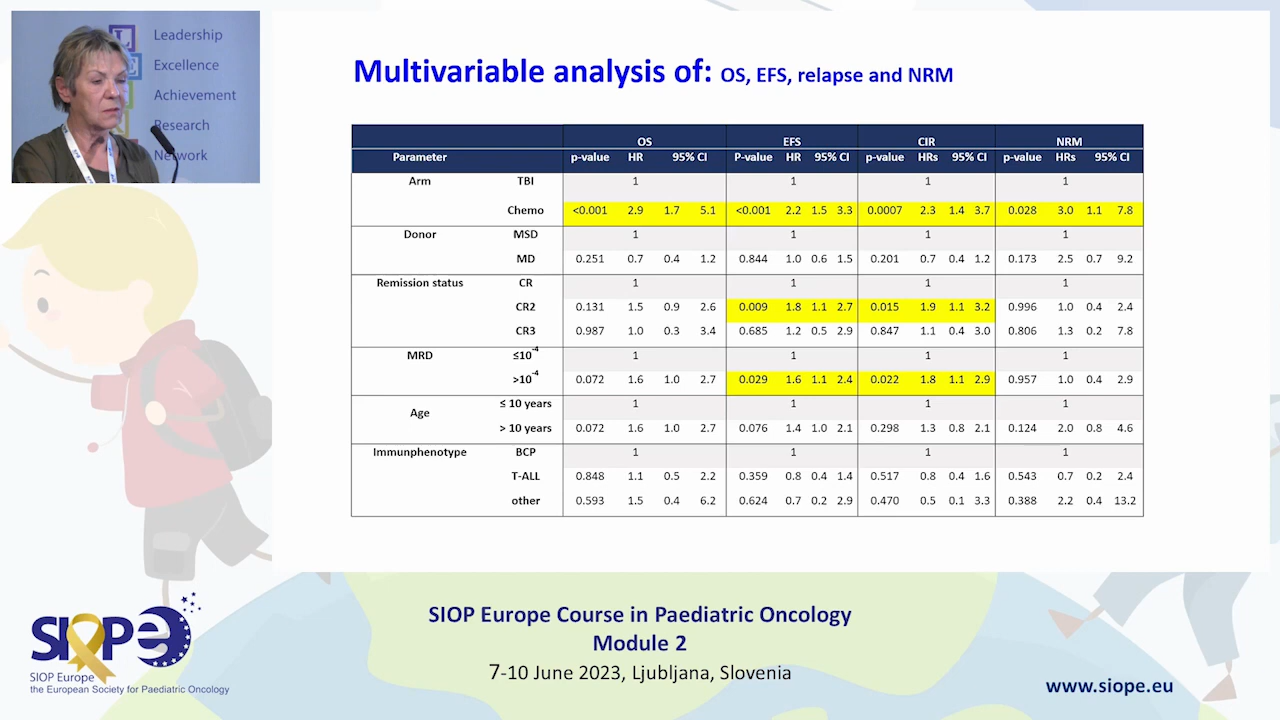 Leadership
Excellence
Achievement
Research
Network
Multivariable analysis of: OS, EFS, relapse and NRM
OS EFS CIR NRM
Parameter p-value HR 95% CI P-value HR 95% CI p-value HRs 95% CI p-value HRs 95% CI
Arm TBI 1 1 1 1
Chemo <0.001 2.9 1.7 5.1 <0.001 2.2 1.5 3.3 0.0007 2.3 1.4 3.7 0.028 3.0 1.1 7.8
Donor MSD 1 1 1 1
MD 0.251 0.7 0.4 1.2 0.844 1.0 0.6 1.5 0.201 0.7 0.4 1.2 0.173 2.5 0.7 9.2
Remission status CR 1 1 1 1
CR2 0.131 1.5 0.9 2.6 0.009 1.8 1.1 2.7 0.015 1.9 1.1 3.2 0.996 1.0 0.4 2.4
CR3 0.987 1.0 0.3 3.4 0.685 1.2 0.5 2.9 0.847 1.1 0.4 3.0 0.806 1.3 0.2 7.8
MRD ≤10-4 1 1 1 1
>10-4 0.072 1.6 1.0 2.7 0.029 1.6 1.1 2.4 0.022 1.8 1.1 2.9 0.957 1.0 0.4 2.9
Age ≤ 10 years 1 1 1 1
> 10 years 0.072 1.6 1.0 2.7 0.076 1.4 1.0 2.1 0.298 1.3 0.8 2.1 0.124 2.0 0.8 4.6
Immunphenotype BCP 1 1 1 1
T-ALL 0.848 1.1 0.5 2.2 0.359 0.8 0.4 1.4 0.517 0.8 0.4 1.6 0.543 0.7 0.2 2.4
other 0.593 1.5 0.4 6.2 0.624 0.7 0.2 2.9 0.470 0.5 0.1 3.3 0.388 2.2 0.4 13.2
SIOPe
SIOP Europe
the European Society for Paediatric Oncology
SIOP Europe Course in Paediatric Oncology
Module 2
7-10 June 2023, Ljubljana, Slovenia
www.siope.eu